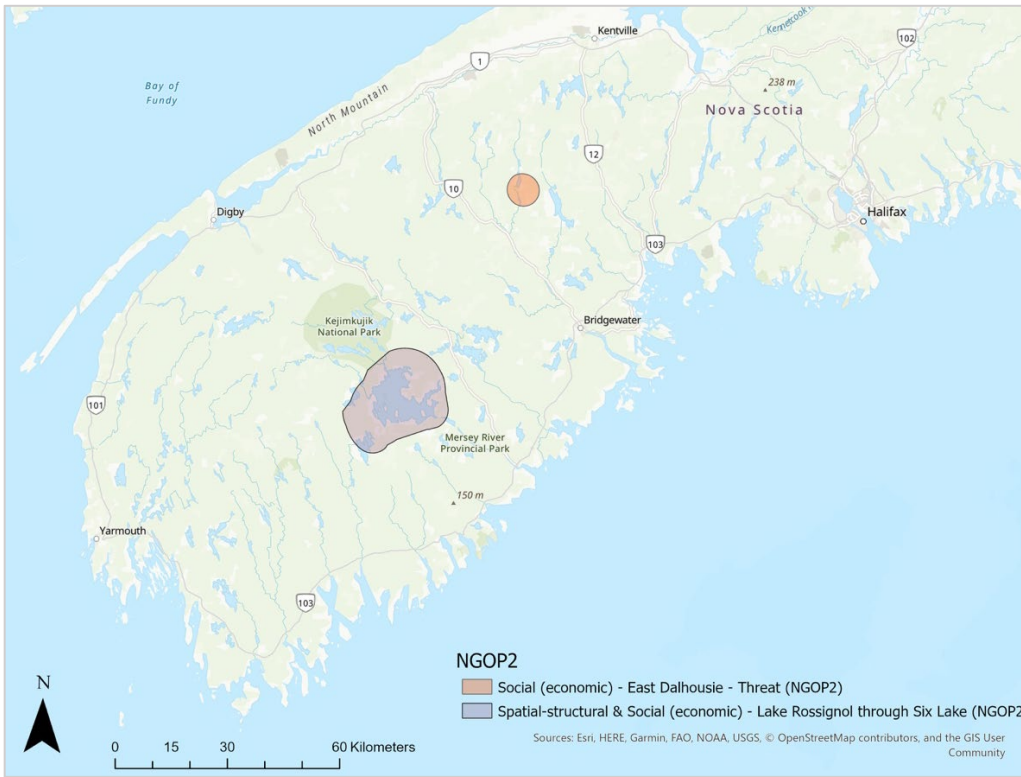 Kentville
Kennetcook
102
1
Bay of
Fundy
238 m
North Mountain
Nova Scotia
12
10
Digby
Halifax
103
Kejimkujik
National Park
Bridgewater
101
Mersey River
Provincial Park
150 m
Yarmouth
103
NGOP2
Social (economic) - East Dalhousie - Threat (NGOP2)
Spatial-structural & Social (economic) - Lake Rossignol through Six Lake (NGOP2
N
0 15 30 60 Kilometers
Sources: Esri, HERE, Garmin, FAO, NOAA, USGS, © OpenStreetMap contributors, and the GIS User
Community